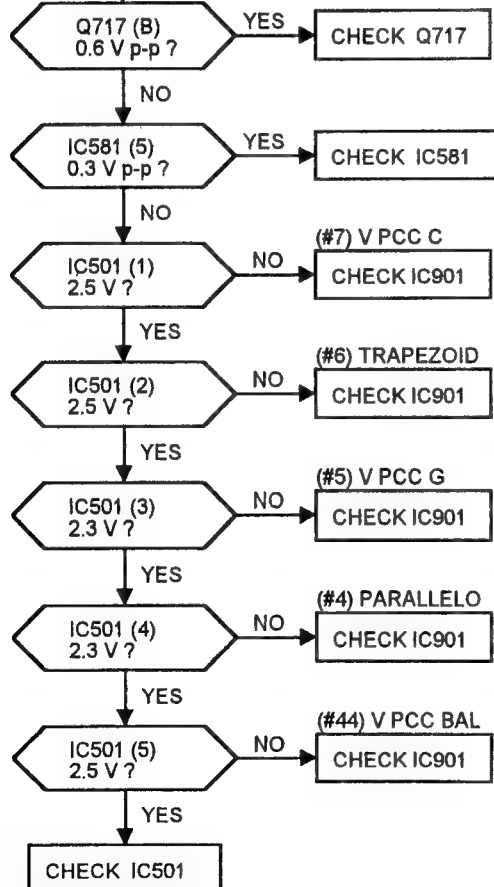 Q717 (B)
0.6 V p-p ?
YES
CHECK Q717
NO
IC581 (5)
0.3 V p-p ?
YES
CHECK IC581
NO
IC501 (1)
2.5 V ?
NO
(#7) V PCC C
CHECK IC901
YES
IC501 (2)
2.5 V ?
NO
(#6) TRAPEZOID
CHECK IC901
YES
IC501 (3)
2.3 V ?
NO
(#5) V PCC G
CHECK IC901
YES
IC501 (4)
2.3 V ?
NO
(#4) PARALLELO
CHECK IC901
YES
IC501 (5)
2.5 V ?
NO
(#44) V PCC BAL
CHECK IC901
YES
CHECK IC501